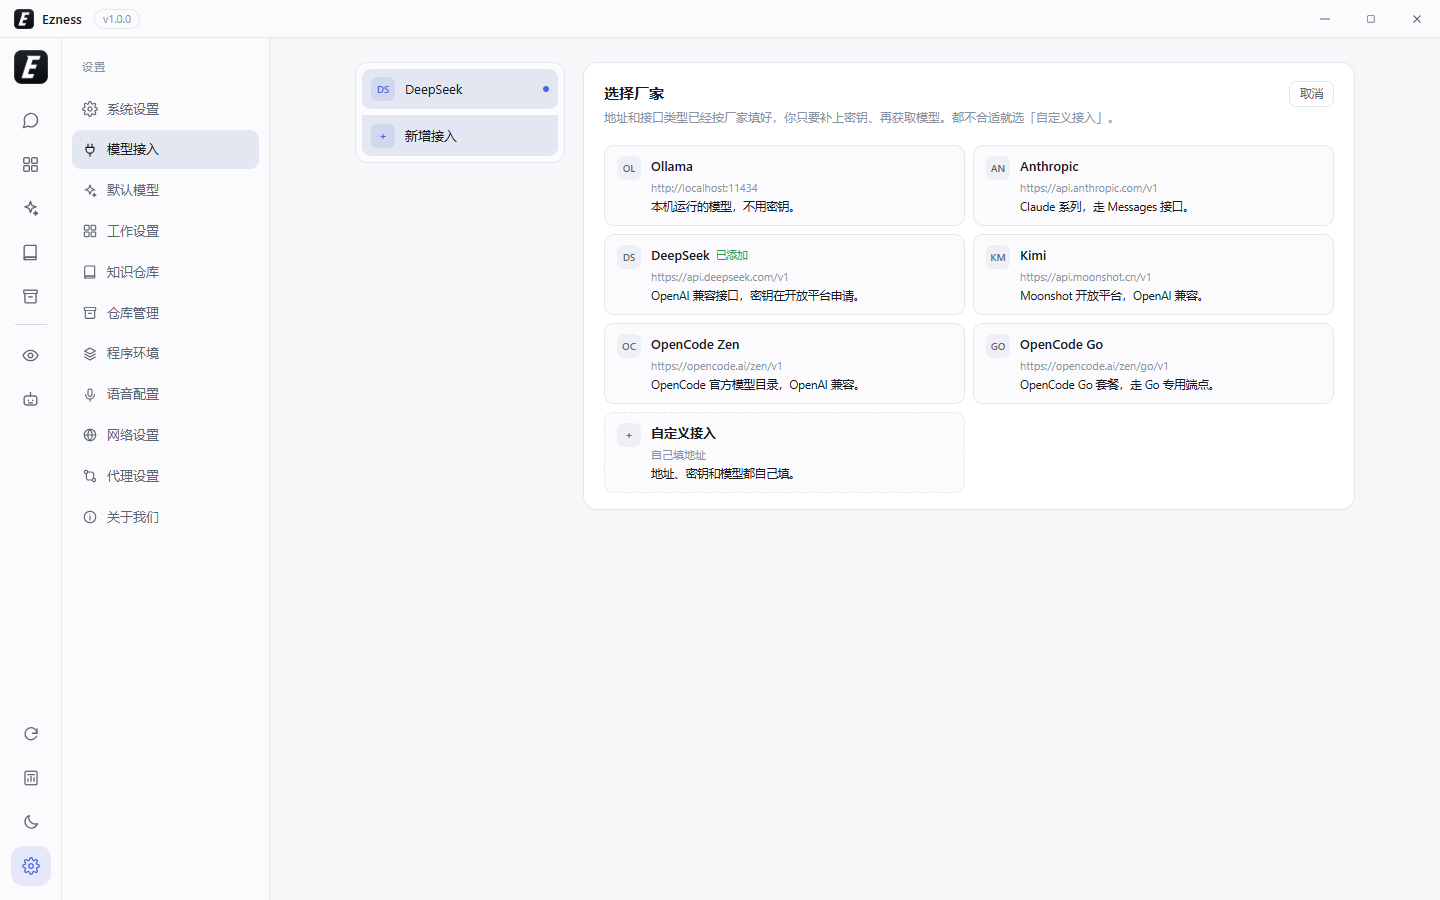 Ezness
v1.0.0
设置
系统设置
模型接入
默认模型
工作设置
知识仓库
仓库管理
程序环境
语音配置
网络设置
代理设置
关于我们
DS
DeepSeek
+
新增接入
选择厂家
取消
地址和接口类型已经按厂家填好，你只要补上密钥、再获取模型。都不合适就选「自定义接入」。
OL
Ollama
http://localhost:11434
本机运行的模型，不用密钥。
AN
Anthropic
https://api.anthropic.com/v1
Claude 系列，走 Messages 接口。
DS
DeepSeek 已添加
https://api.deepseek.com/v1
OpenAI 兼容接口，密钥在开放平台申请。
KM
Kimi
https://api.moonshot.cn/v1
Moonshot 开放平台，OpenAI 兼容。
OC
OpenCode Zen
https://opencode.ai/zen/v1
OpenCode 官方模型目录，OpenAI 兼容。
GO
OpenCode Go
https://opencode.ai/zen/go/v1
OpenCode Go 套餐，走 Go 专用端点。
+
自定义接入
自己填地址
地址、密钥和模型都自己填。